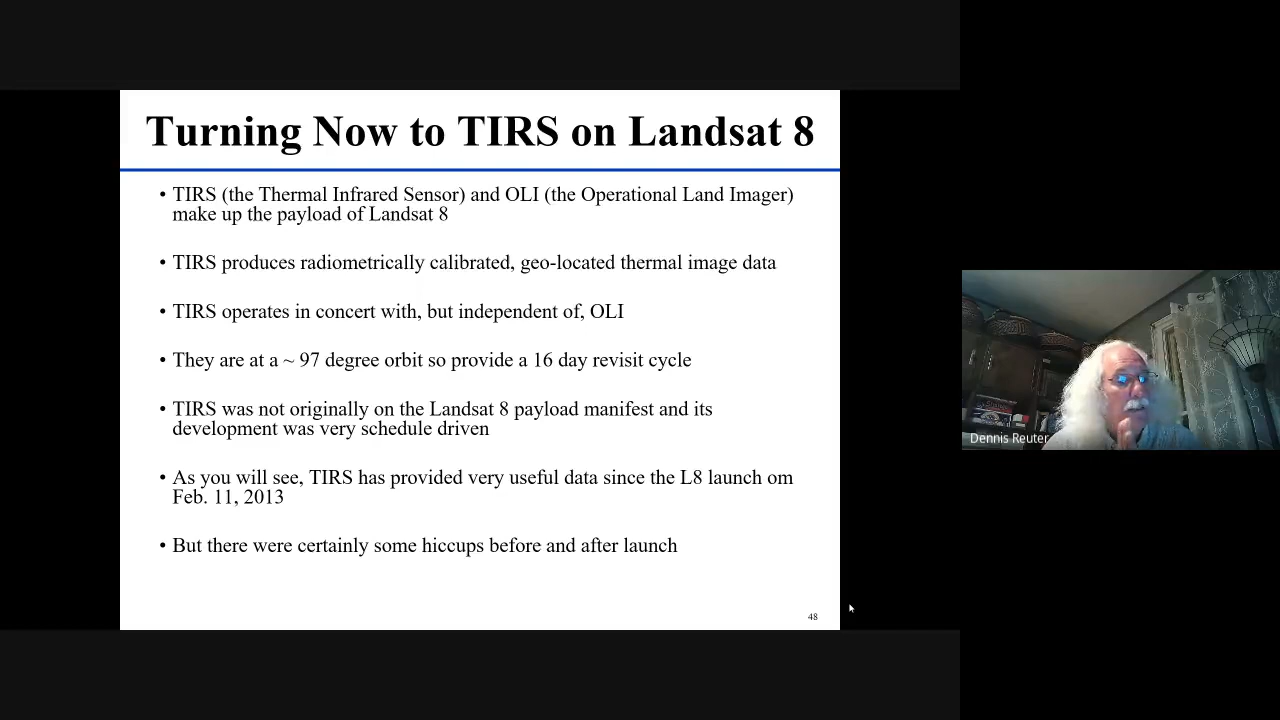 Turning Now to TIRS on Landsat 8
• TIRS (the Thermal Infrared Sensor) and OLI (the Operational Land Imager)
make up the payload of Landsat 8
• TIRS produces radiometrically calibrated, geo-located thermal image data
• TIRS operates in concert with, but independent of, OLI
• They are at a ~ 97 degree orbit so provide a 16 day revisit cycle
• TIRS was not originally on the Landsat 8 payload manifest and its
development was very schedule driven
• As you will see, TIRS has provided very useful data since the L8 launch om
Feb. 11, 2013
• But there were certainly some hiccups before and after launch
48
Dennis Reuter